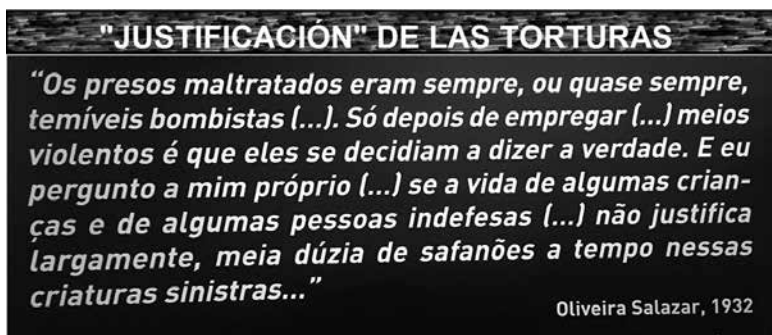 "JUSTIFICACIÓN" DE LAS TORTURAS
“Os presos maltratados eram sempre, ou quase sempre,
temíveis bombistas (...). Só depois de empregar (...) meios
violentos é que eles se decidiam a dizer a verdade. E eu
pergunto a mim próprio (...) se a vida de algumas crian-
ças e de algumas pessoas indefesas (...) não justifica
largamente, meia dúzia de safanões a tempo nessas
criaturas sinistras...”
Oliveira Salazar, 1932